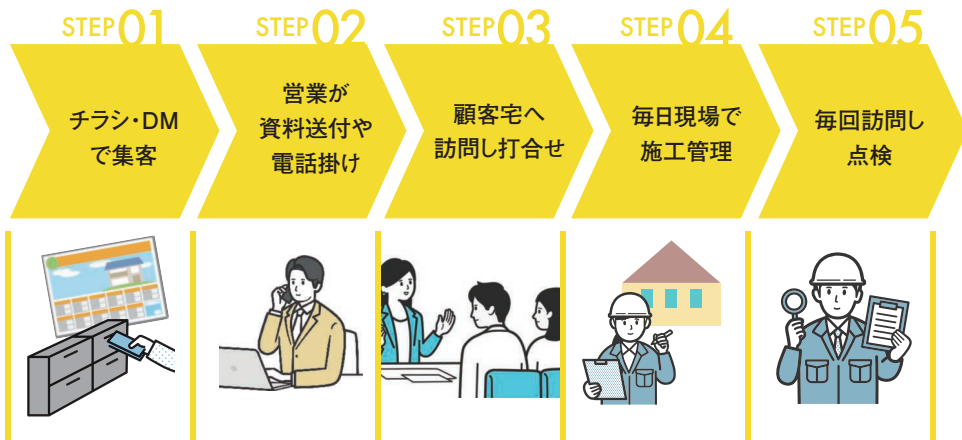 STEP01
チラシ・DM
で集客
STEP02
営業が
資料送付や
電話掛け
STEP03
顧客宅へ
訪問し打合せ
STEP04
毎日現場で
施工管理
STEP05
毎回訪問し
点検